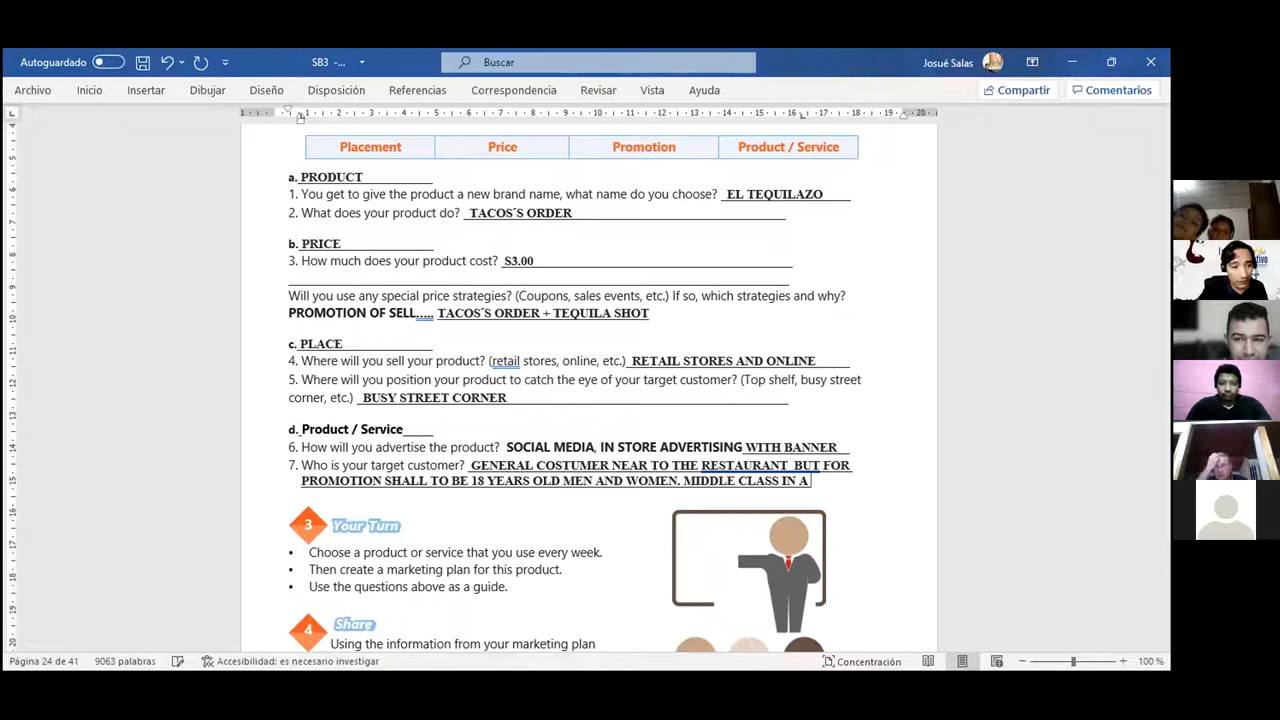 Autoguardado SB3 -... Buscar Josué Salas
Archivo Inicio Insertar Dibujar Diseño Disposición Referencias Correspondencia Revisar Vista Ayuda Compartir Comentarios
Placement Price Promotion Product / Service
a. PRODUCT
1. You get to give the product a new brand name, what name do you choose? EL TEQUILAZO
2. What does your product do? TACOS´S ORDER
b. PRICE
3. How much does your product cost? S3.00
Will you use any special price strategies? (Coupons, sales events, etc.) If so, which strategies and why?
PROMOTION OF SELL..... TACOS´S ORDER + TEQUILA SHOT
c. PLACE
4. Where will you sell your product? (retail stores, online, etc.) RETAIL STORES AND ONLINE
5. Where will you position your product to catch the eye of your target customer? (Top shelf, busy street
corner, etc.) BUSY STREET CORNER
d. Product / Service
6. How will you advertise the product? SOCIAL MEDIA, IN STORE ADVERTISING WITH BANNER
7. Who is your target customer? GENERAL COSTUMER NEAR TO THE RESTAURANT BUT FOR
PROMOTION SHALL TO BE 18 YEARS OLD MEN AND WOMEN. MIDDLE CLASS IN A
3 Your Turn
• Choose a product or service that you use every week.
• Then create a marketing plan for this product.
• Use the questions above as a guide.
4 Share
Using the information from your marketing plan
Página 24 de 41 9063 palabras Accesibilidad: es necesario investigar Concentración 100 %